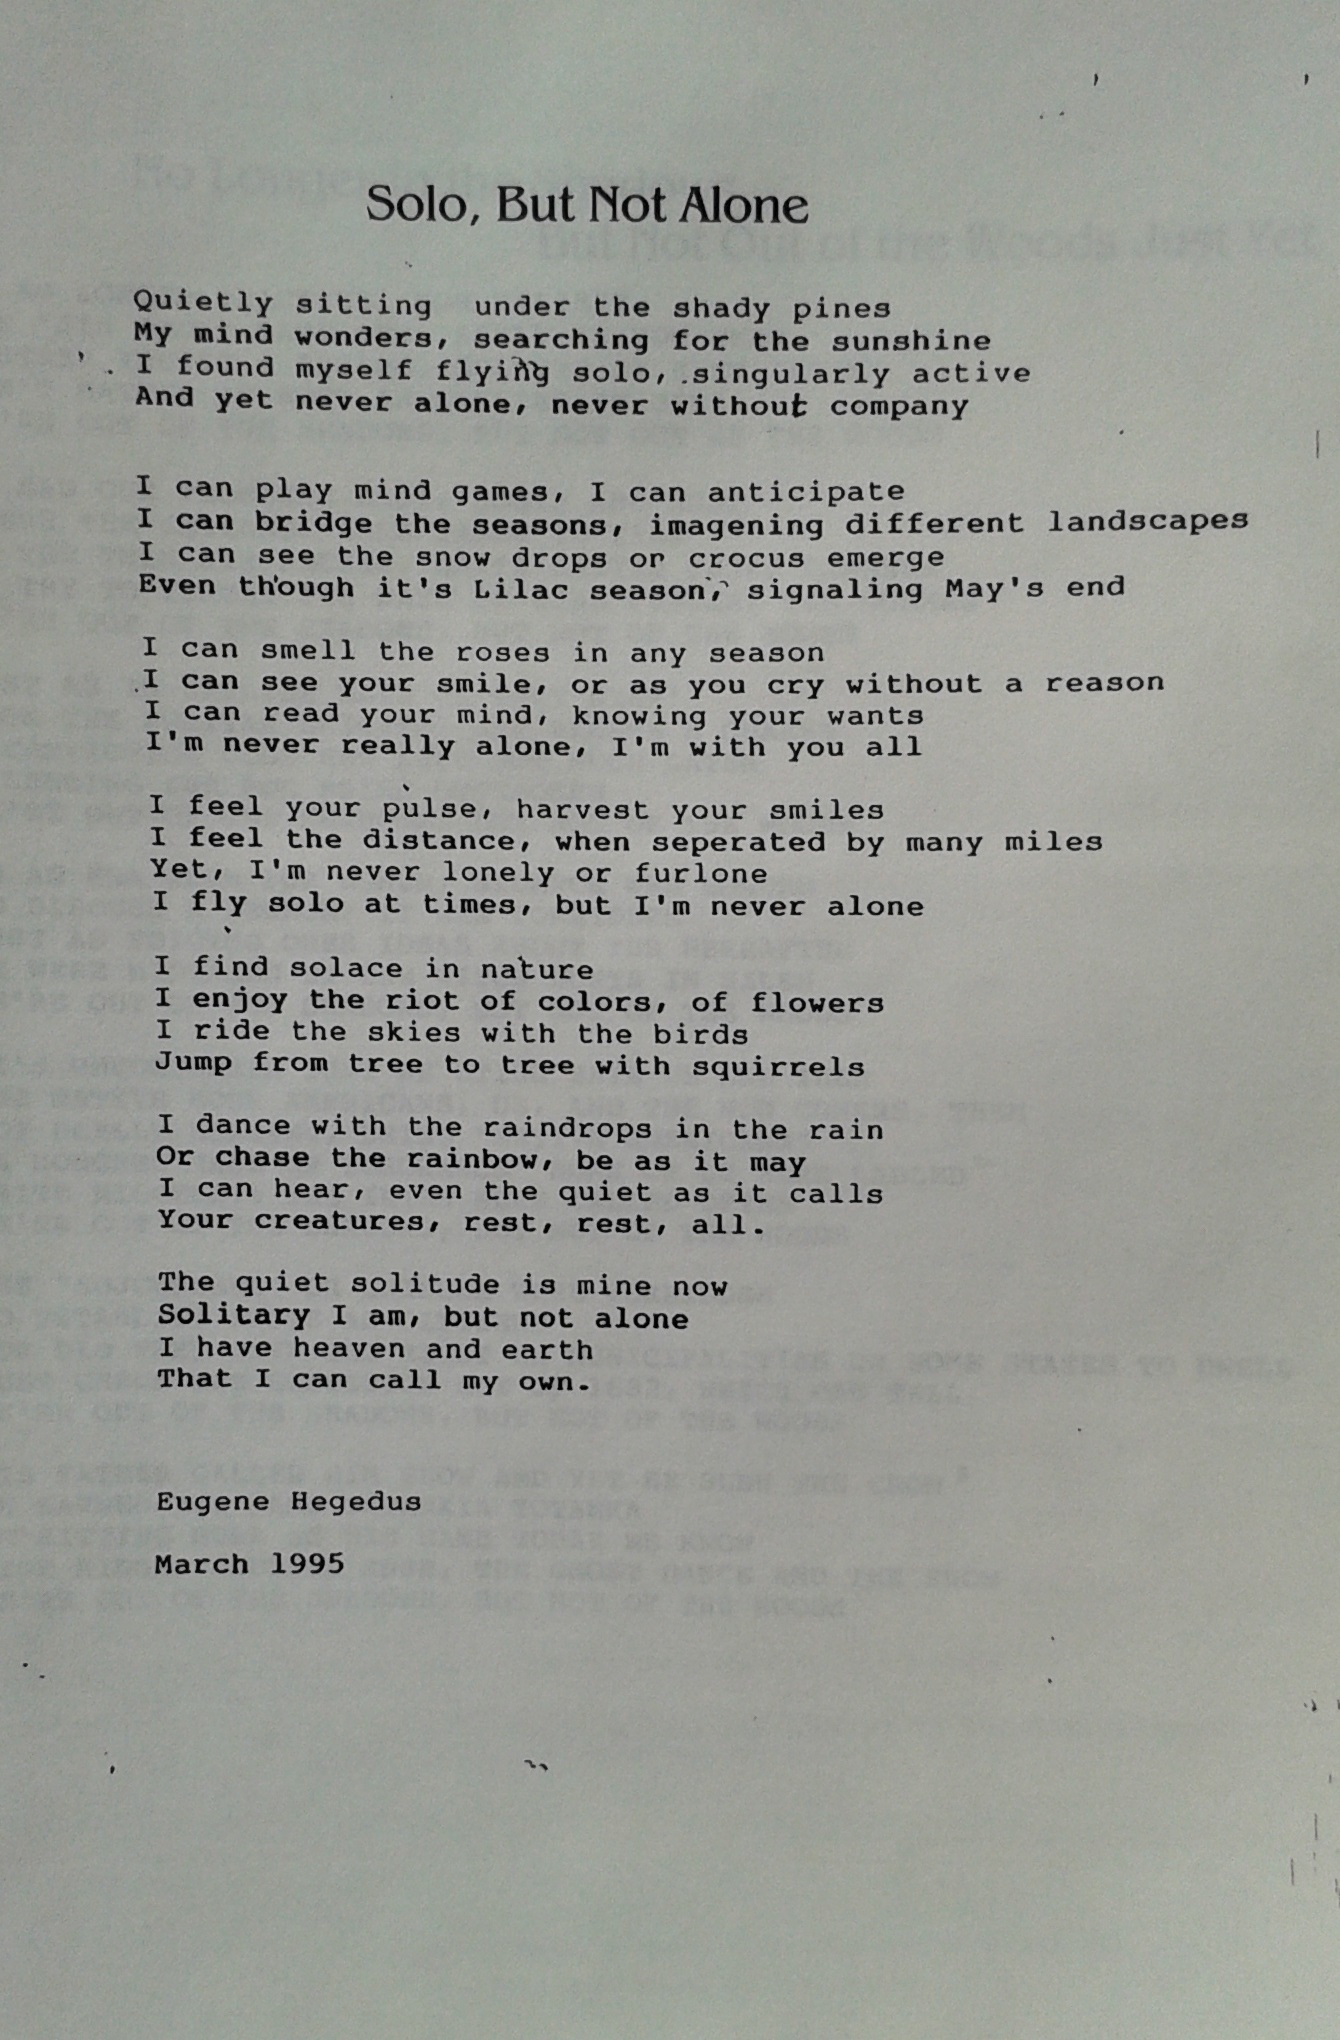 Solo, But Not Alone
Quietly sitting under the shady pines
My mind wonders, searching for the sunshine
I found myself flying solo, singularly active
And yet never alone, never without company
I can play mind games, I can anticipate
I can bridge the seasons, imagening different landscapes
I can see the snow drops or crocus emerge
Even though it's Lilac season, signaling May's end
I can smell the roses in any season
I can see your smile, or as you cry without a reason
I can read your mind, knowing your wants
I'm never really alone, I'm with you all
I feel your pulse, harvest your smiles
I feel the distance, when seperated by many miles
Yet, I'm never lonely or furlone
I fly solo at times, but I'm never alone
I find solace in nature
I enjoy the riot of colors, of flowers
I ride the skies with the birds
Jump from tree to tree with squirrels
I dance with the raindrops in the rain
Or chase the rainbow, be as it may
I can hear, even the quiet as it calls
Your creatures, rest, rest, all.
The quiet solitude is mine now
Solitary I am, but not alone
I have heaven and earth
That I can call my own.
Eugene Hegedus
March 1995